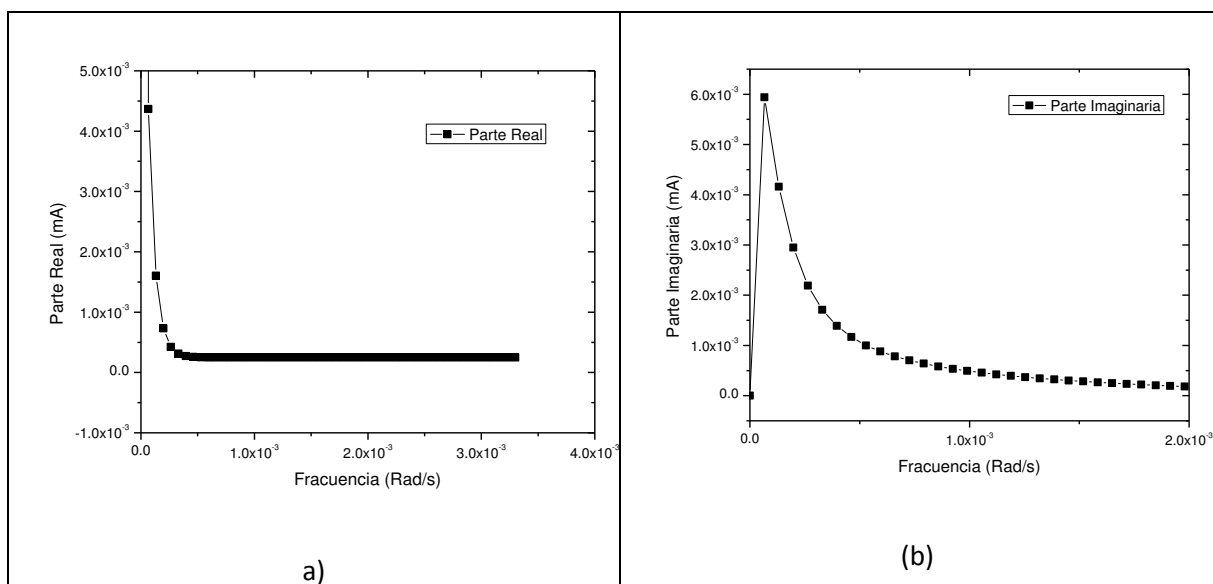 5.0x10⁻³
4.0x10⁻³
3.0x10⁻³
2.0x10⁻³
1.0x10⁻³
0.0
-1.0x10⁻³
Parte Real (mA)
Parte Real
0.0
1.0x10⁻³
2.0x10⁻³
3.0x10⁻³
4.0x10⁻³
Fracuencia (Rad/s)
a)
6.0x10⁻³
5.0x10⁻³
4.0x10⁻³
3.0x10⁻³
2.0x10⁻³
1.0x10⁻³
0.0
Parte Imaginaria (mA)
Parte Imaginaria
0.0
1.0x10⁻³
2.0x10⁻³
Fracuencia (Rad/s)
(b)